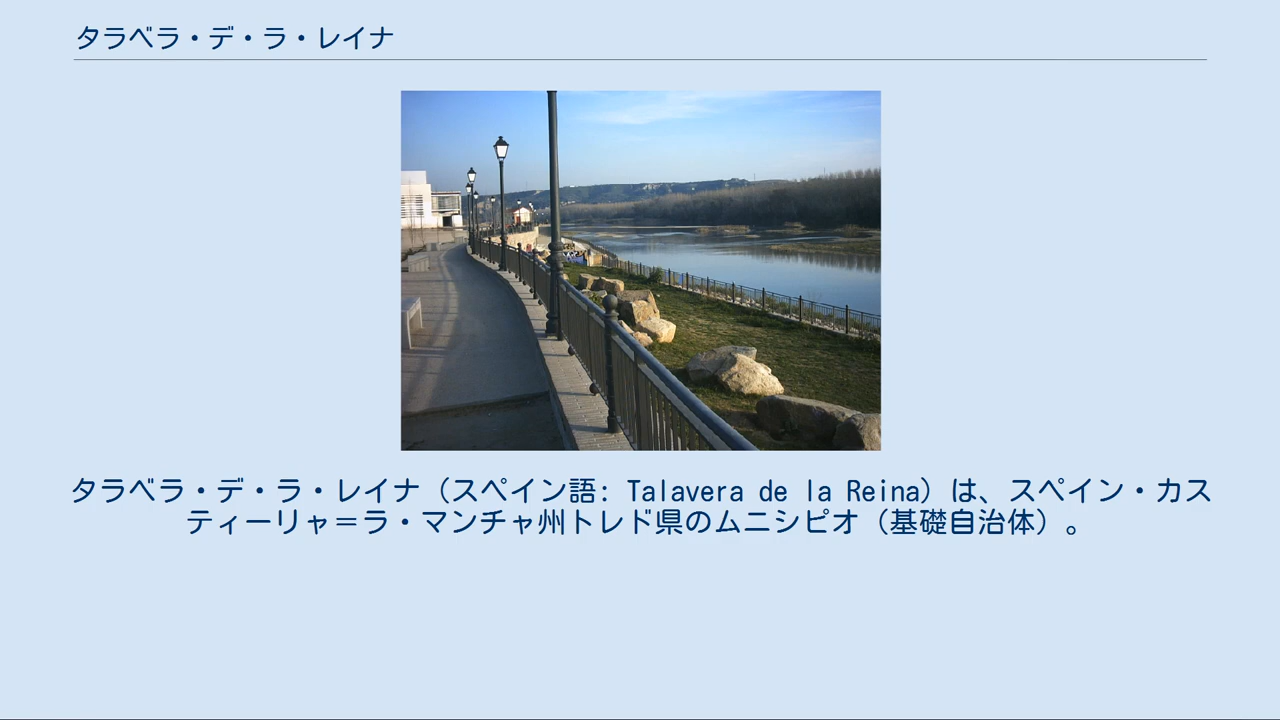 タラベラ・デ・ラ・レイナ
タラベラ・デ・ラ・レイナ（スペイン語: Talavera de la Reina）は、スペイン・カス
ティーリャ＝ラ・マンチャ州トレド県のムニシピオ（基礎自治体）。